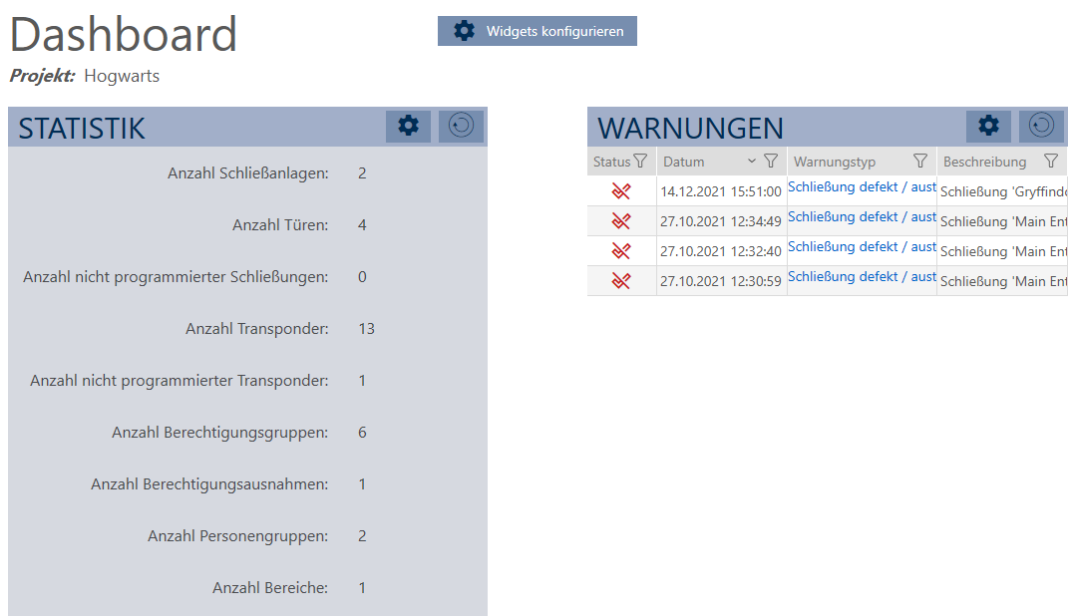 Dashboard
Widgets konfigurieren
Projekt: Hogwarts
STATISTIK
Anzahl Schließanlagen: 2
Anzahl Türen: 4
Anzahl nicht programmierter Schließungen: 0
Anzahl Transponder: 13
Anzahl nicht programmierter Transponder: 1
Anzahl Berechtigungsgruppen: 6
Anzahl Berechtigungsausnahmen: 1
Anzahl Personengruppen: 2
Anzahl Bereiche: 1
WARNUNGEN
Status Datum Warnungstyp Beschreibung
14.12.2021 15:51:00 Schließung defekt / aust Schließung 'Gryffindo
27.10.2021 12:34:49 Schließung defekt / aust Schließung 'Main Ent
27.10.2021 12:32:40 Schließung defekt / aust Schließung 'Main Ent
27.10.2021 12:30:59 Schließung defekt / aust Schließung 'Main Ent